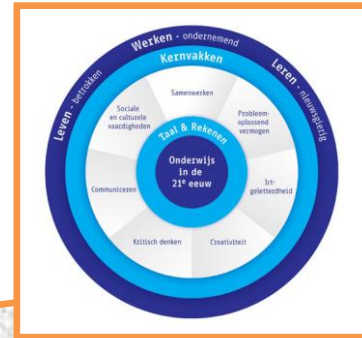 Leven - betrokken
Werken - ondernemend
Leren - nieuwsgierig
Kernvakken
Samenwerken
Probleem-
oplossend
vermogen
Ict-
geletterdheid
Creativiteit
Kritisch denken
Communiceren
Sociale
en culturele
vaardigheden
Taal & Rekenen
Onderwijs
in de
21e eeuw